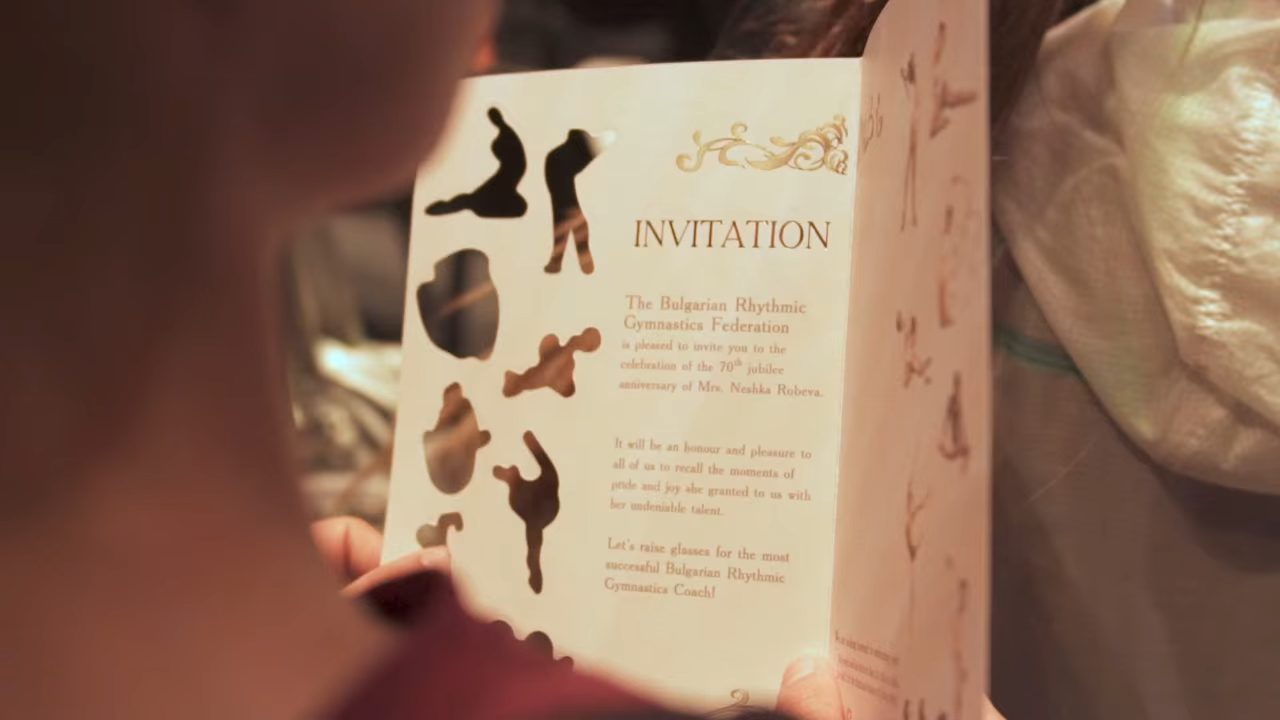 INVITATION
The Bulgarian Rhythmic
Gymnastics Federation
is pleased to invite you to the
celebration of the 70th jubilee
anniversary of Mrs. Neshka Robeva.
It will be an honour and pleasure to
all of us to recall the moments of
pride and joy she granted to us with
her undeniable talent.
Let's raise glasses for the most
successful Bulgarian Rhythmic
Gymnastics Coach!